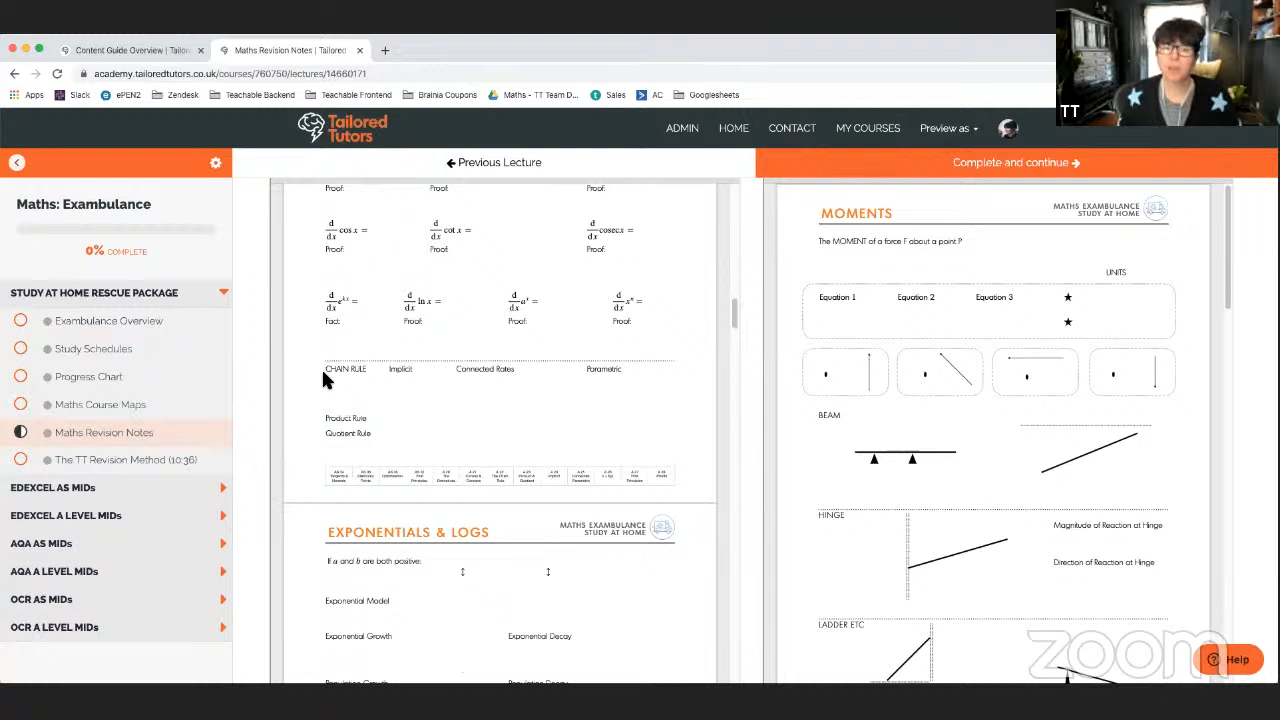 Content Guide Overview | Tailor
Maths Revision Notes | Tailored
academy.tailoredtutors.co.uk/courses/760750/lectures/14660171
Apps Slack ePEN2 Zendesk Teachable Backend Teachable Frontend Brainia Coupons Maths - TT Team D... Sales AC Googlesheets
TT
Tailored
Tutors
ADMIN HOME CONTACT MY COURSES Preview as
Previous Lecture
Complete and continue
Maths: Exambulance
0% COMPLETE
STUDY AT HOME RESCUE PACKAGE
Exambulance Overview
Study Schedules
Progress Chart
Maths Course Maps
Maths Revision Notes
The TT Revision Method (10:36)
EDEXCEL AS MIDs
EDEXCEL A LEVEL MIDs
AQA AS MIDs
AQA A LEVEL MIDs
OCR AS MIDs
OCR A LEVEL MIDs
Proof: Proof: Proof:
d/dx cos x = d/dx cot x = d/dx cosecx =
Proof: Proof: Proof:
d/dx e^kx = d/dx ln x = d/dx a^x = d/dx x^n =
Fact: Proof: Proof: Proof:
CHAIN RULE Implicit Connected Rates Parametric
Product Rule
Quotient Rule
EXPONENTIALS & LOGS
MATHS EXAMBULANCE
STUDY AT HOME
If a and b are both positive:
Exponential Model
Exponential Growth Exponential Decay
Population Growth Population Decay
MOMENTS
MATHS EXAMBULANCE
STUDY AT HOME
The MOMENT of a force F about a point P
UNITS
Equation 1 Equation 2 Equation 3
BEAM
HINGE
Magnitude of Reaction at Hinge
Direction of Reaction at Hinge
LADDER ETC
zoom
Help